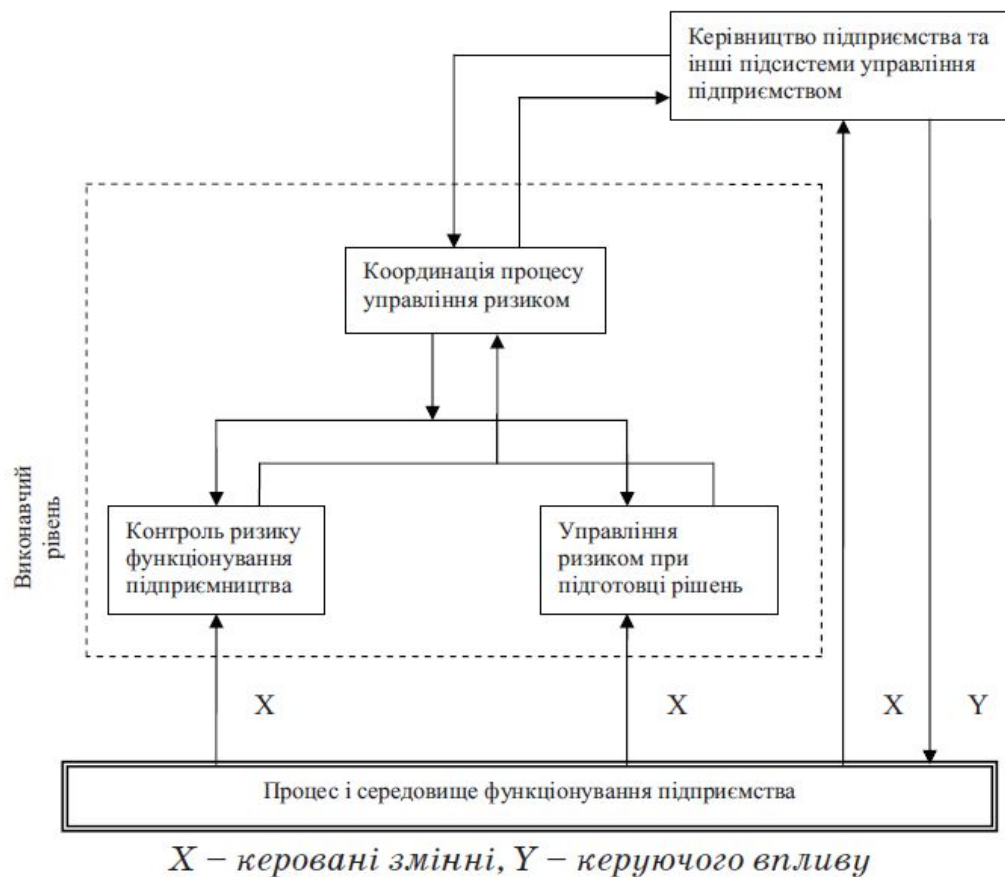 Керівництво підприємства та
інші підсистеми управління
підприємством
Координація процесу
управління ризиком
Виконавчий
рівень
Контроль ризику
функціонування
підприємництва
Управління
ризиком при
підготовці рішень
X
X
X
Y
Процес і середовище функціонування підприємства
X – керовані змінні, Y – керуючого впливу